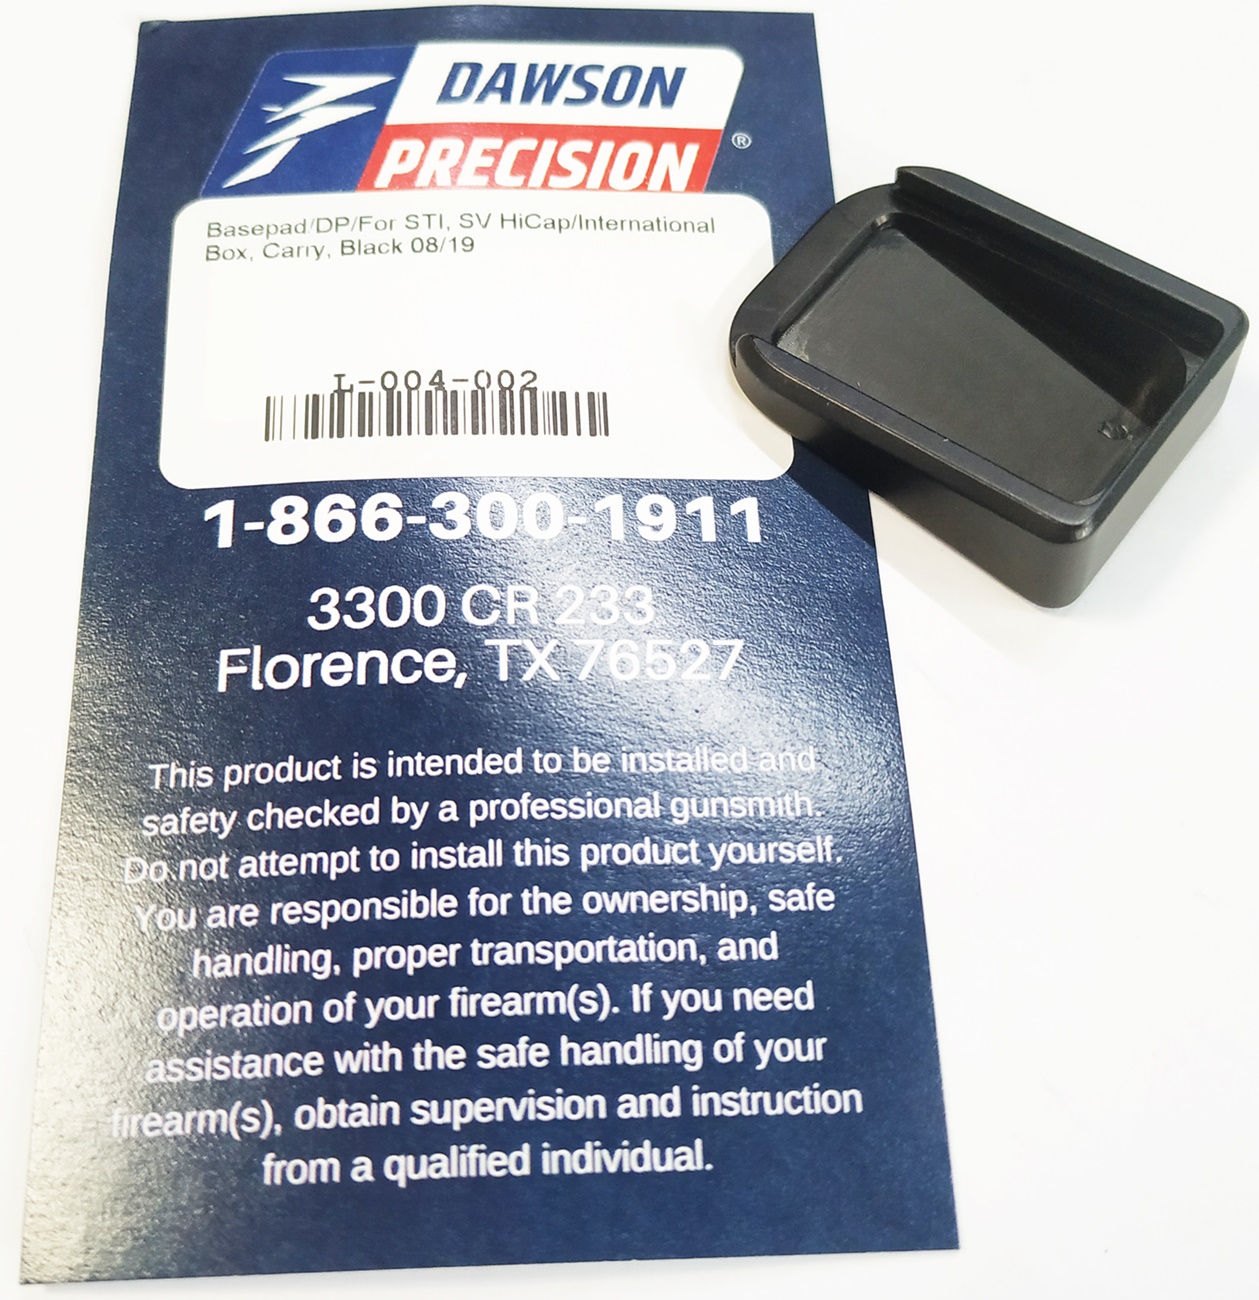 DAWSON
PRECISION®
Basepad/DP/For STI, SV HiCap/International
Box, Carry, Black 08/19
L-004-002
1-866-300-1911
3300 CR 233
Florence, TX 76527
This product is intended to be installed and
safety checked by a professional gunsmith.
Do not attempt to install this product yourself.
You are responsible for the ownership, safe
handling, proper transportation, and
operation of your firearm(s). If you need
assistance with the safe handling of your
firearm(s), obtain supervision and instruction
from a qualified individual.